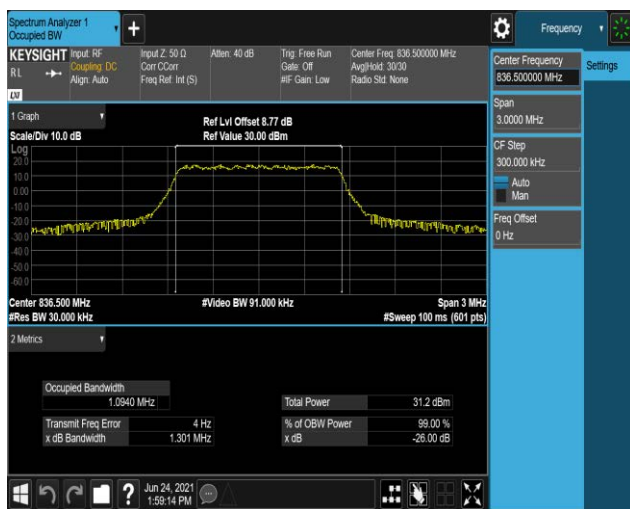 Spectrum Analyzer 1
Occupied BW
+
Frequency
KEYSIGHT
Input: RF
Coupling: DC
Align: Auto
Input Z: 50 Ω
Corr CCorr
Freq Ref: Int (S)
Atten: 40 dB
Trig: Free Run
Gate: Off
#IF Gain: Low
Center Freq: 836.500000 MHz
Avg|Hold: 30/30
Radio Std: None
RL
LXI
Center Frequency
836.500000 MHz
Settings
Span
3.0000 MHz
CF Step
300.000 kHz
Auto
Man
Freq Offset
0 Hz
1 Graph
Scale/Div 10.0 dB
Ref Lvl Offset 8.77 dB
Ref Value 30.00 dBm
Log
20.0
10.0
0.00
-10.0
-20.0
-30.0
-40.0
-50.0
-60.0
Center 836.500 MHz
#Video BW 91.000 kHz
Span 3 MHz
#Res BW 30.000 kHz
#Sweep 100 ms (601 pts)
2 Metrics
Occupied Bandwidth
1.0940 MHz
Total Power 31.2 dBm
Transmit Freq Error 4 Hz
% of OBW Power 99.00 %
x dB Bandwidth 1.301 MHz
x dB -26.00 dB
?
Jun 24, 2021
1:59:14 PM